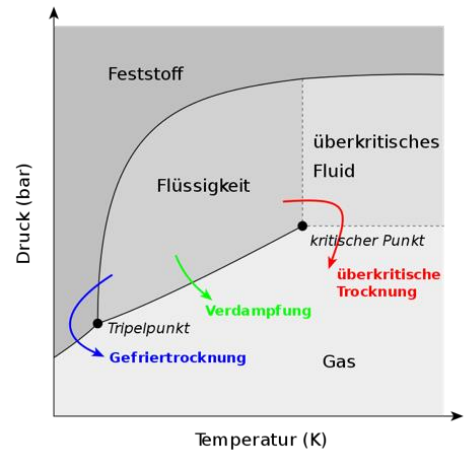 Feststoff
Flüssigkeit
überkritisches
Fluid
kritischer Punkt
überkritische
Trocknung
Verdampfung
Tripelpunkt
Gefriertrocknung
Gas
Druck (bar)
Temperatur (K)